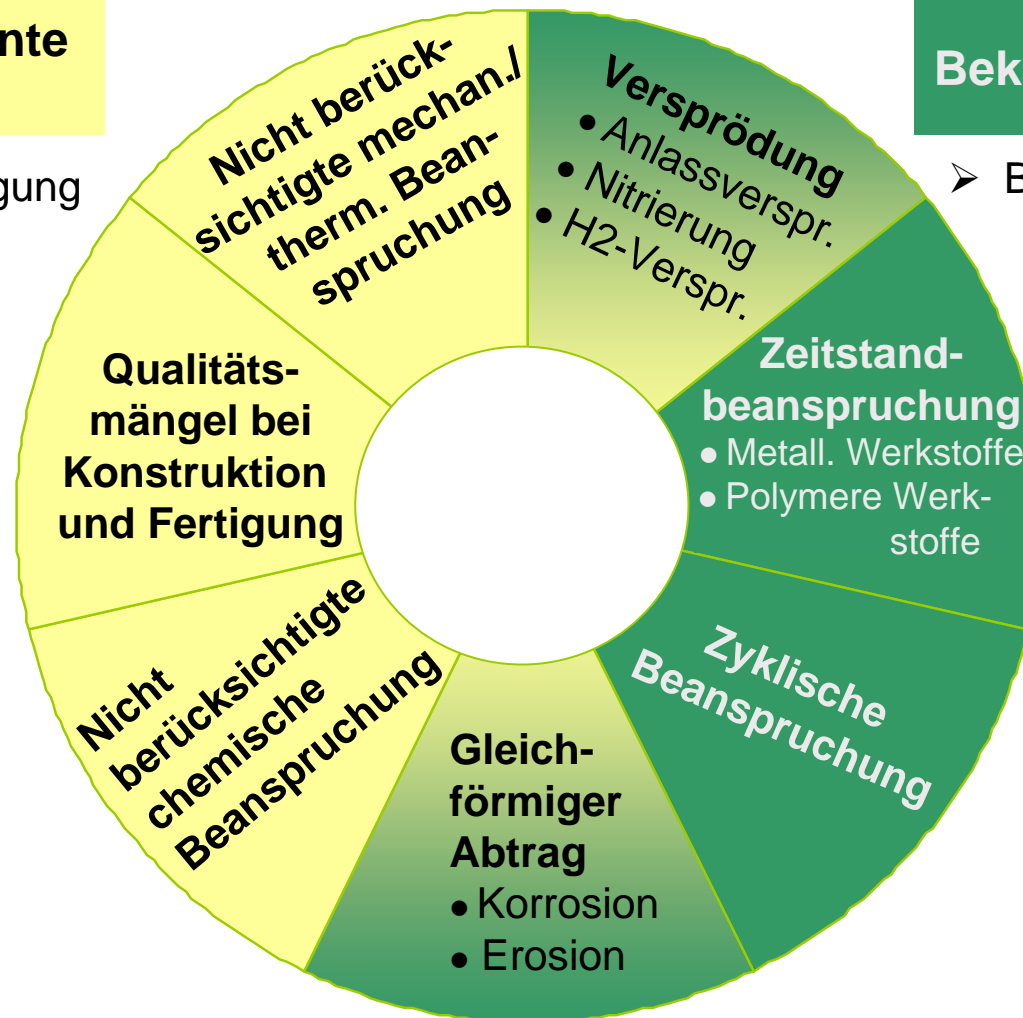 nte
gung
Bek
➢ B
Nicht berück-
sichtigte mechan./
therm. Bean-
spruchung
Versprödung
• Anlassverspr.
• Nitrierung
• H2-Verspr.
Zeitstand-
beanspruchung
• Metall. Werkstoffe
• Polymere Werk-
stoffe
Zyklische
Beanspruchung
Gleich-
förmiger
Abtrag
• Korrosion
• Erosion
Nicht
berücksichtigte
chemische
Beanspruchung
Qualitäts-
mängel bei
Konstruktion
und Fertigung